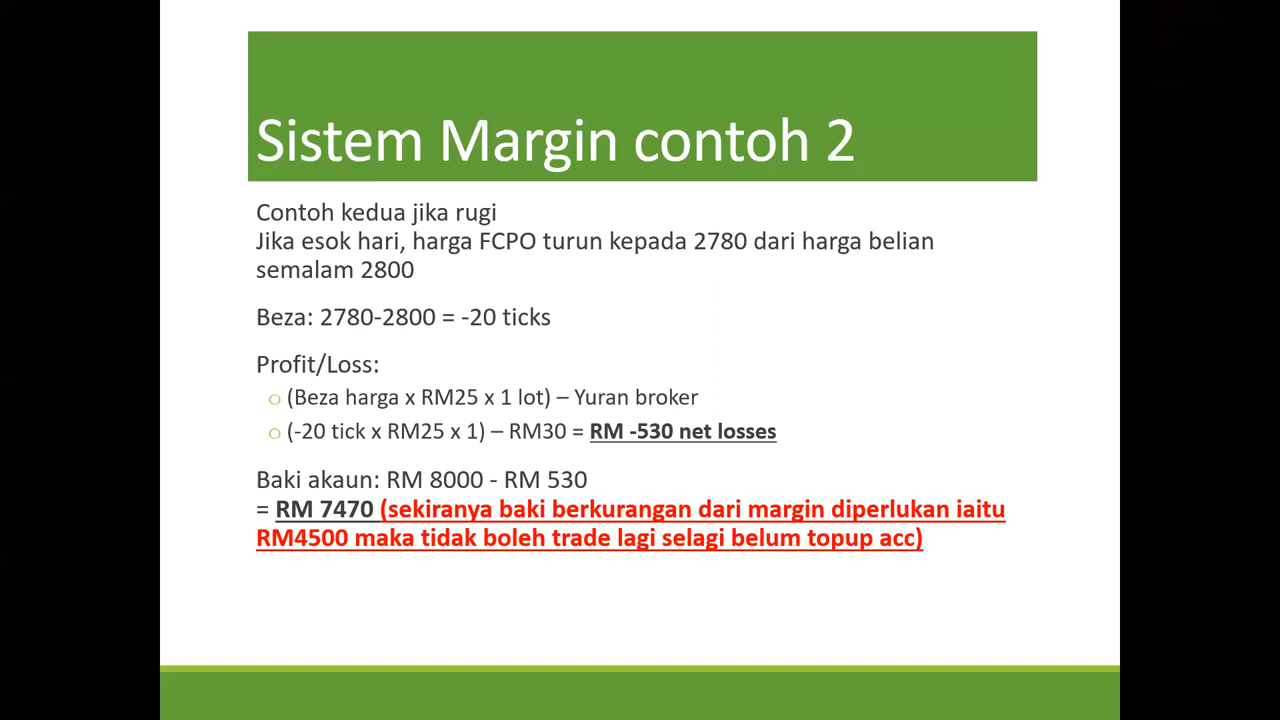 Sistem Margin contoh 2
Contoh kedua jika rugi
Jika esok hari, harga FCPO turun kepada 2780 dari harga belian
semalam 2800
Beza: 2780-2800 = -20 ticks
Profit/Loss:
(Beza harga x RM25 x 1 lot) – Yuran broker
(-20 tick x RM25 x 1) – RM30 = RM -530 net losses
Baki akaun: RM 8000 - RM 530
= RM 7470 (sekiranya baki berkurangan dari margin diperlukan iaitu
RM4500 maka tidak boleh trade lagi selagi belum topup acc)